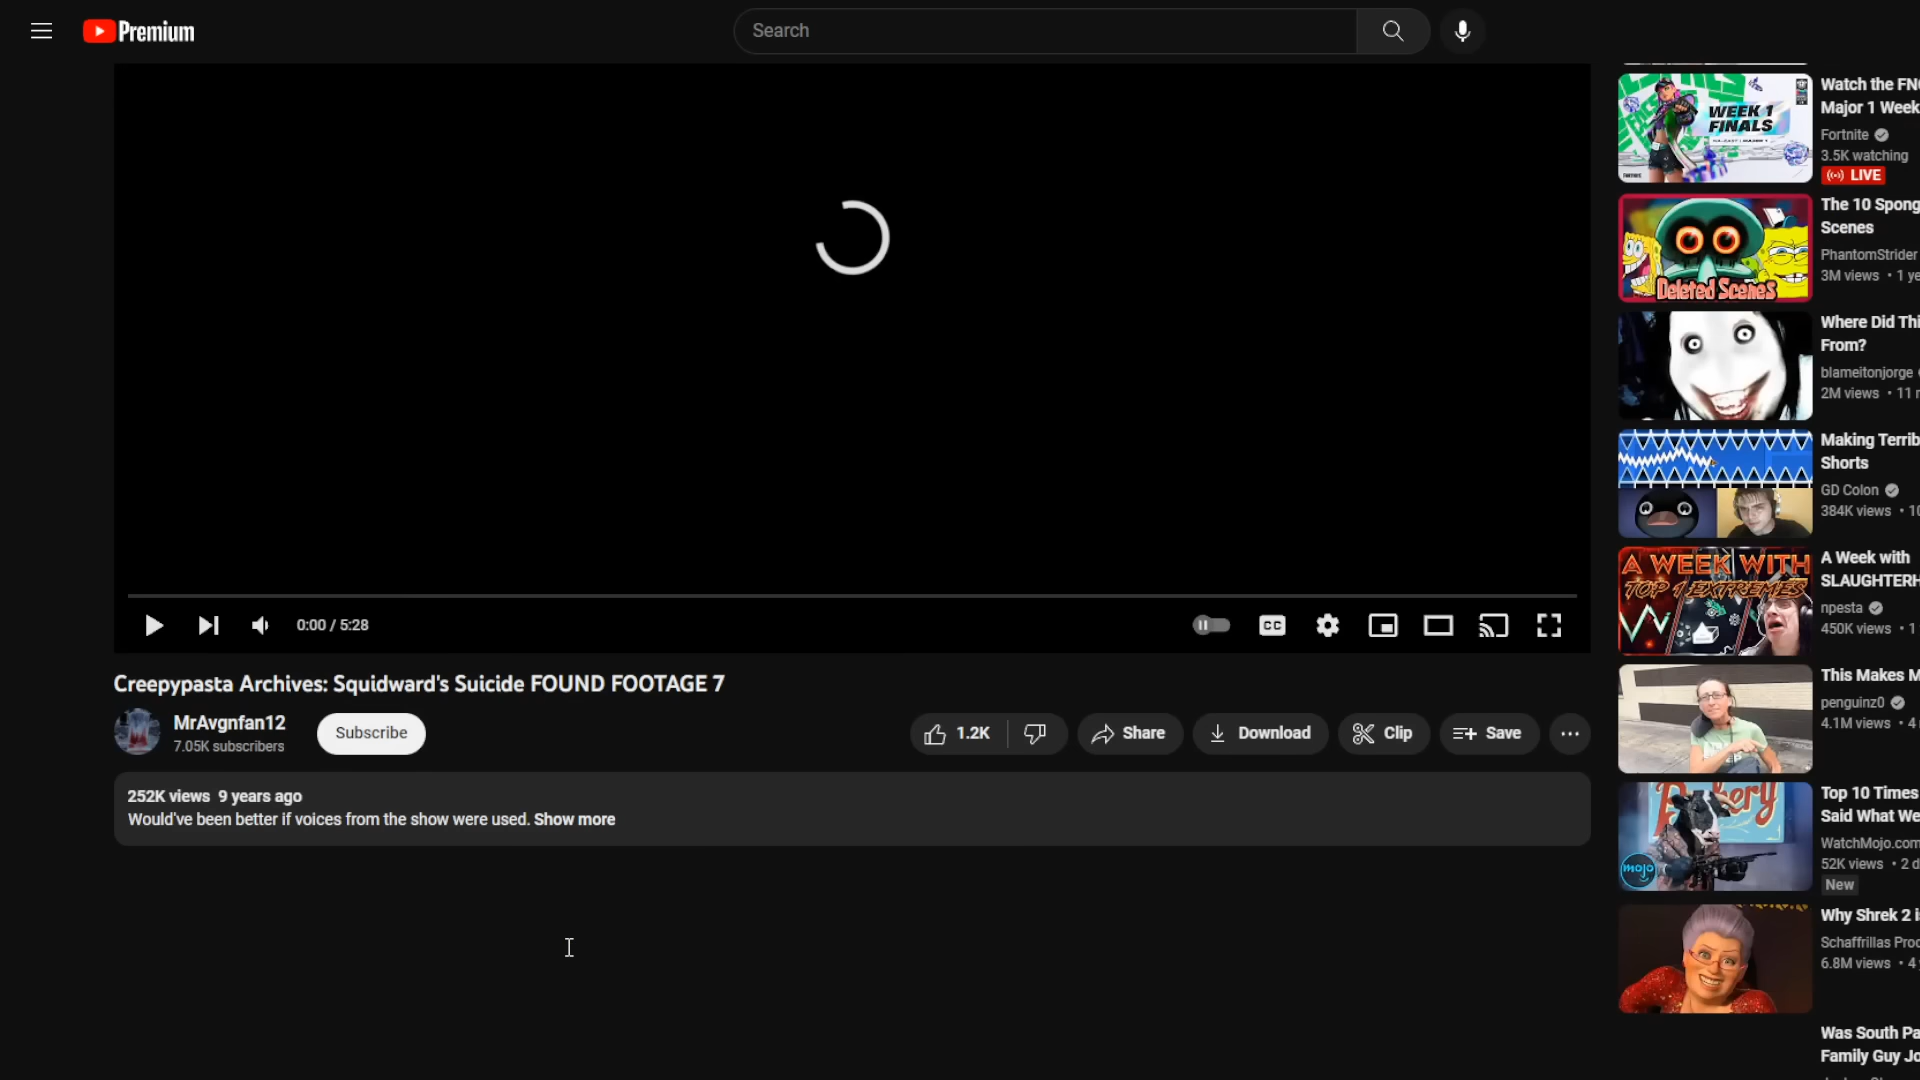 Premium
Search
0:00 / 5:28
CC
Creepypasta Archives: Squidward's Suicide FOUND FOOTAGE 7
MrAvgnfan12
7.05K subscribers
Subscribe
1.2K
Share
Download
Clip
Save
252K views 9 years ago
Would've been better if voices from the show were used. Show more
WEEK 1
FINALS
Watch the FN
Major 1 Week
Fortnite
3.5K watching
LIVE
Deleted Scenes
The 10 Spong
Scenes
PhantomStrider
3M views • 1 ye
Where Did Thi
From?
blameitonjorge
2M views • 11
Making Terrib
Shorts
GD Colon
384K views • 10
A WEEK WITH
TOP 1 EXTREMES
A Week with
SLAUGHTERH
npesta
450K views • 1
This Makes M
penguinz0
4.1M views • 4
mojo
Top 10 Times
Said What We
WatchMojo.com
52K views • 2 d
New
Why Shrek 2 i
Schaffrillas Proc
6.8M views • 4
Was South Pa
Family Guy Jo